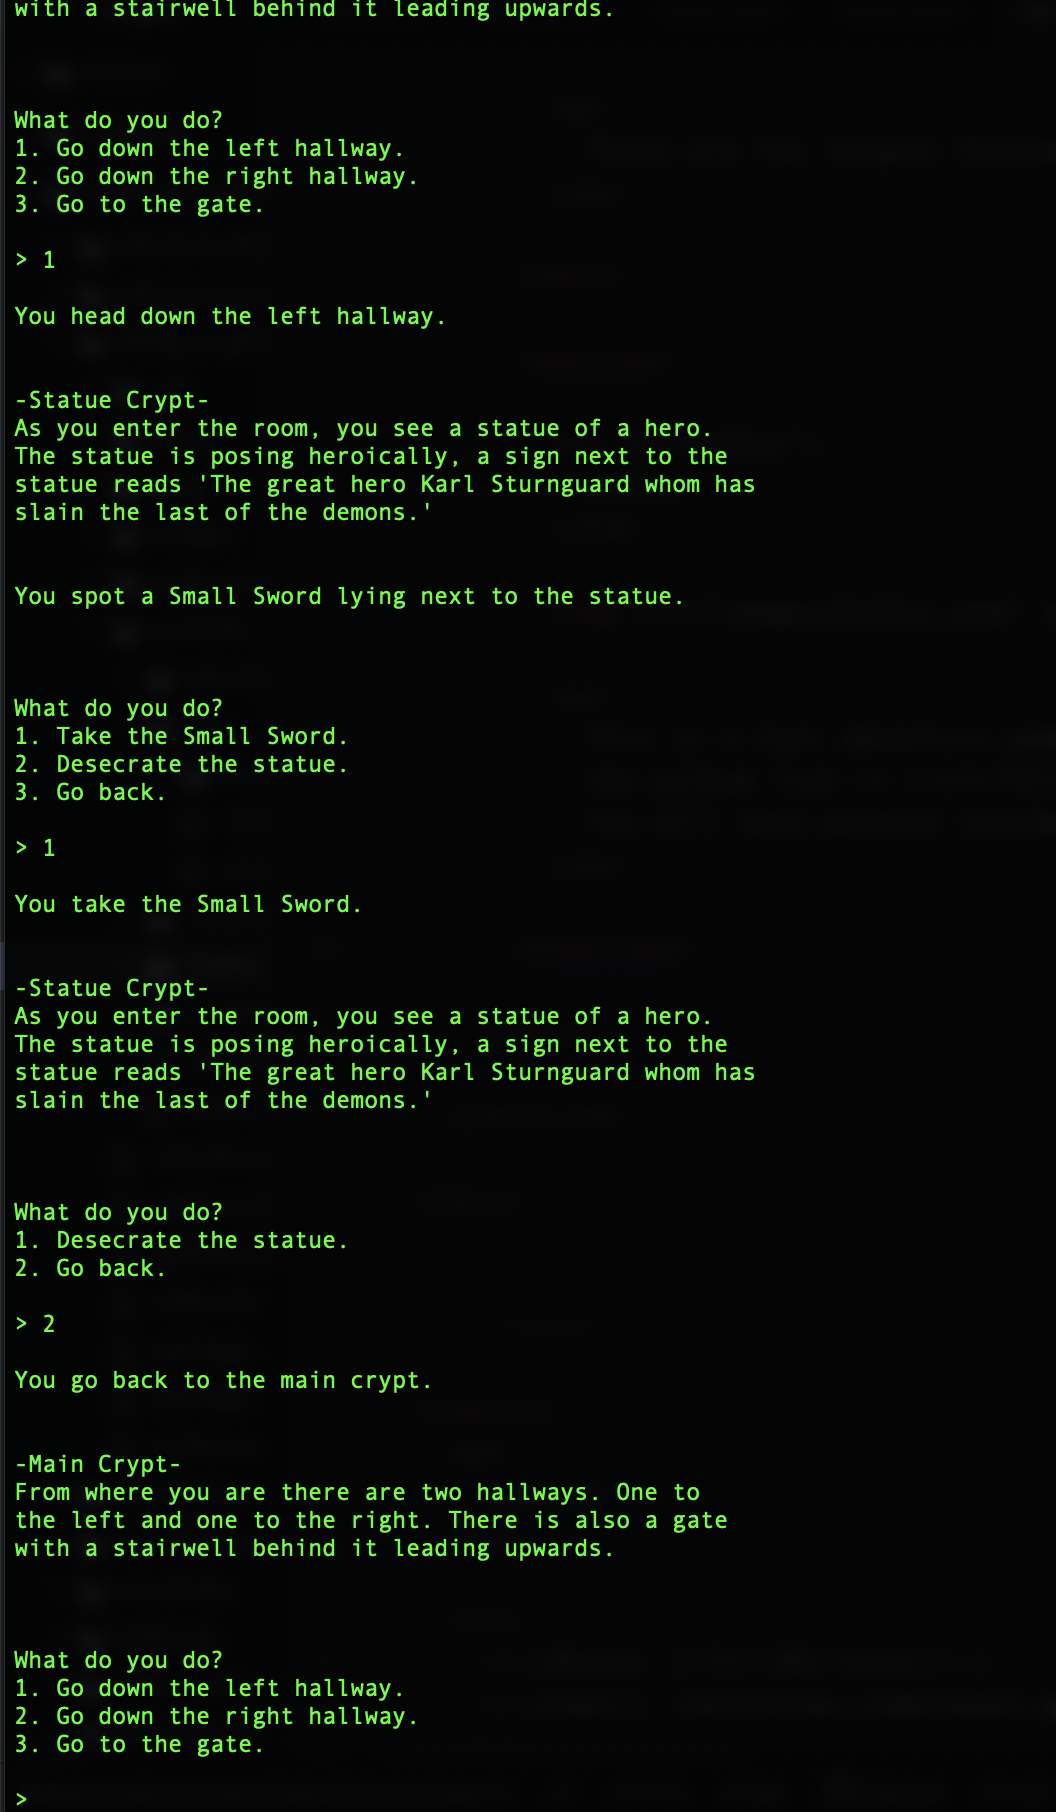 with a stairwell behind it leading upwards.
What do you do?
1. Go down the left hallway.
2. Go down the right hallway.
3. Go to the gate.
> 1
You head down the left hallway.
-Statue Crypt-
As you enter the room, you see a statue of a hero.
The statue is posing heroically, a sign next to the
statue reads 'The great hero Karl Sturnguard whom has
slain the last of the demons.'
You spot a Small Sword lying next to the statue.
What do you do?
1. Take the Small Sword.
2. Desecrate the statue.
3. Go back.
> 1
You take the Small Sword.
-Statue Crypt-
As you enter the room, you see a statue of a hero.
The statue is posing heroically, a sign next to the
statue reads 'The great hero Karl Sturnguard whom has
slain the last of the demons.'
What do you do?
1. Desecrate the statue.
2. Go back.
> 2
You go back to the main crypt.
-Main Crypt-
From where you are there are two hallways. One to
the left and one to the right. There is also a gate
with a stairwell behind it leading upwards.
What do you do?
1. Go down the left hallway.
2. Go down the right hallway.
3. Go to the gate.
>